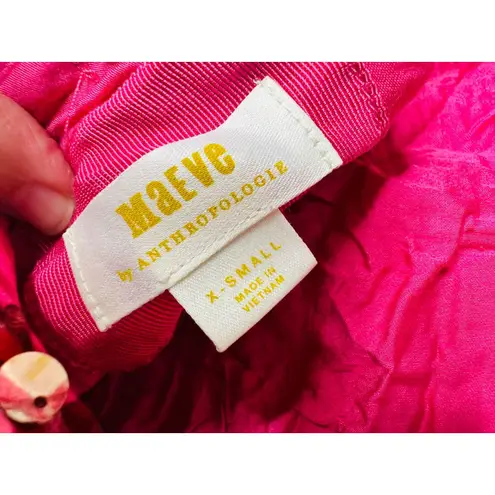 MaEVe
by ANTHROPOLOGIE
X-SMALL
MADE IN
VIETNAM